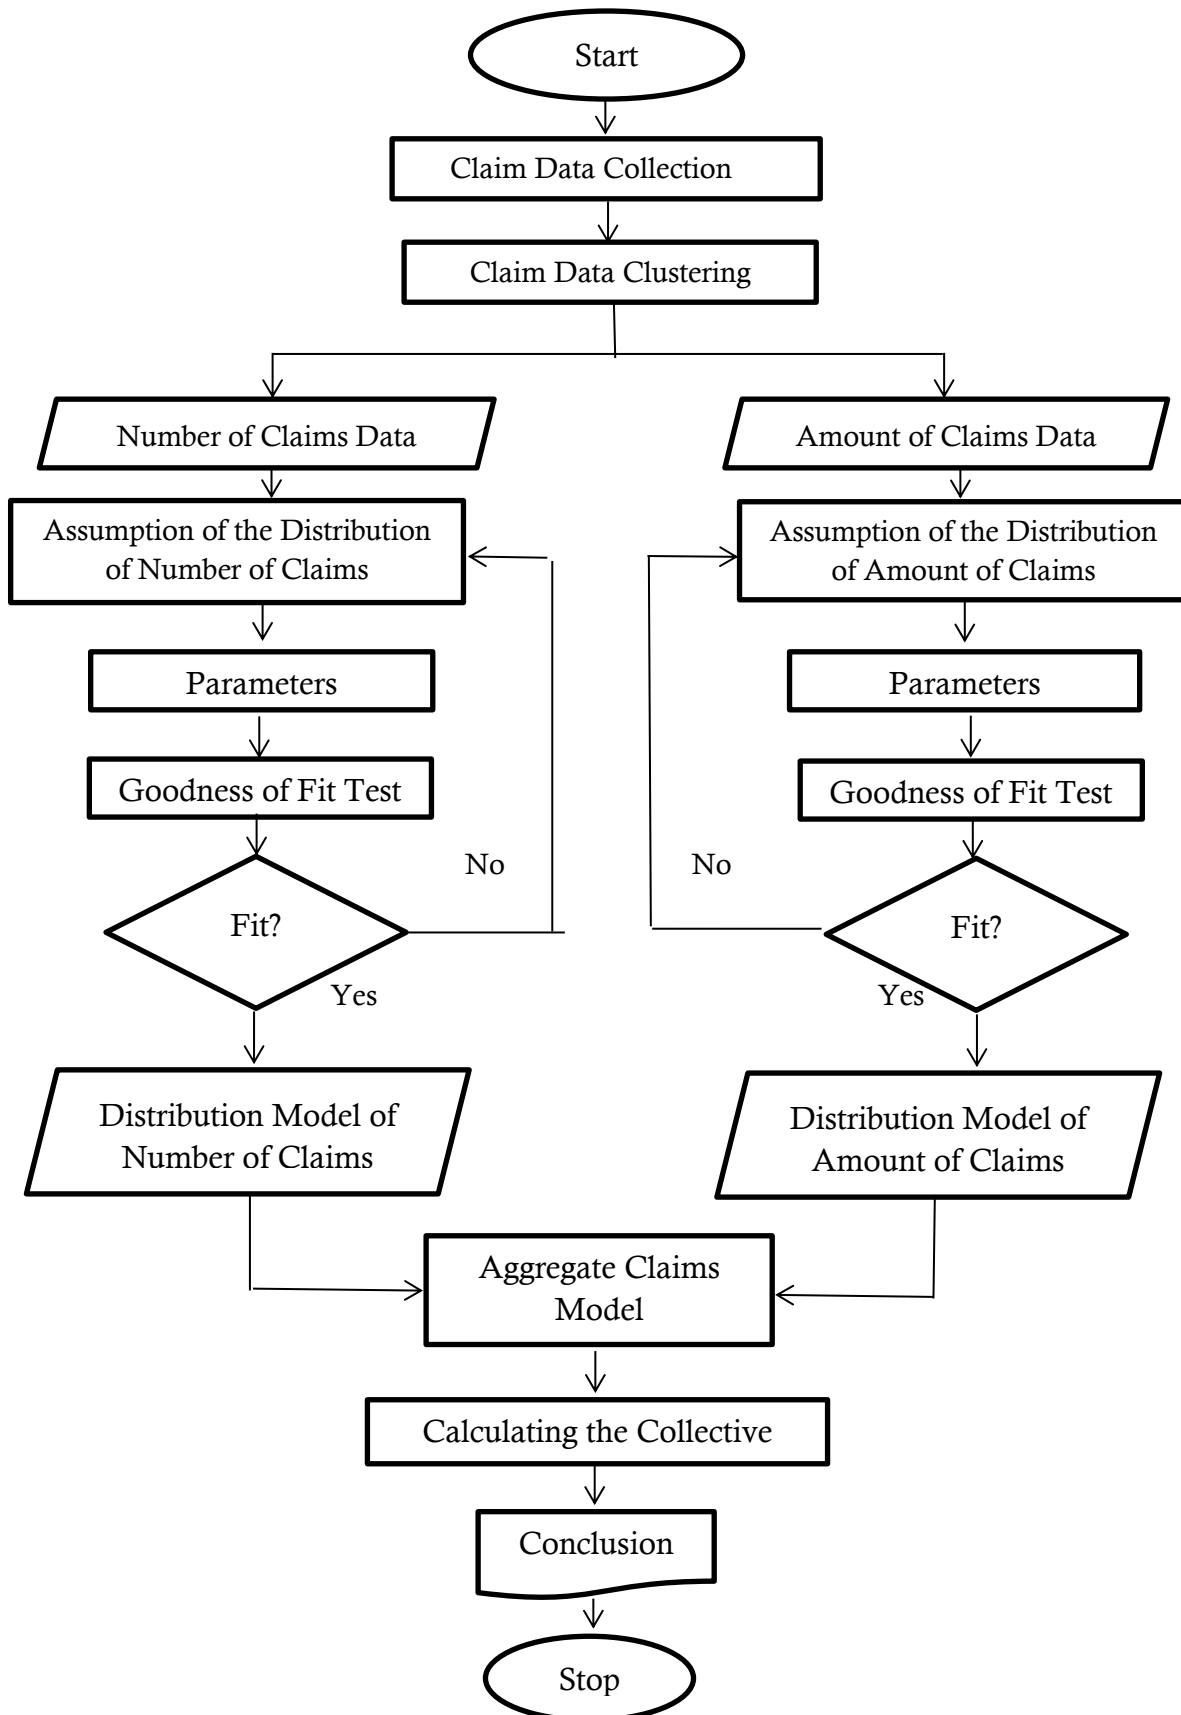 Start
Claim Data Collection
Claim Data Clustering
Number of Claims Data
Assumption of the Distribution
of Number of Claims
Parameters
Goodness of Fit Test
Fit?
No
Yes
Distribution Model of
Number of Claims
Amount of Claims Data
Assumption of the Distribution
of Amount of Claims
Parameters
Goodness of Fit Test
Fit?
No
Yes
Distribution Model of
Amount of Claims
Aggregate Claims
Model
Calculating the Collective
Conclusion
Stop